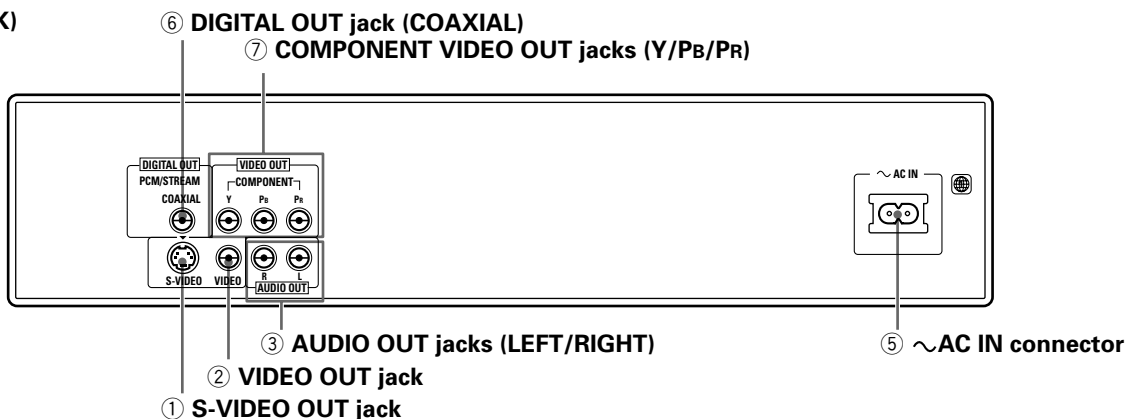 K)
⑥ DIGITAL OUT jack (COAXIAL)
⑦ COMPONENT VIDEO OUT jacks (Y/PB/PR)
DIGITAL OUT
PCM/STREAM
COAXIAL
VIDEO OUT
COMPONENT
Y PB PR
S-VIDEO VIDEO
R L
AUDIO OUT
∼ AC IN
③ AUDIO OUT jacks (LEFT/RIGHT)
⑤ ∼AC IN connector
② VIDEO OUT jack
① S-VIDEO OUT jack